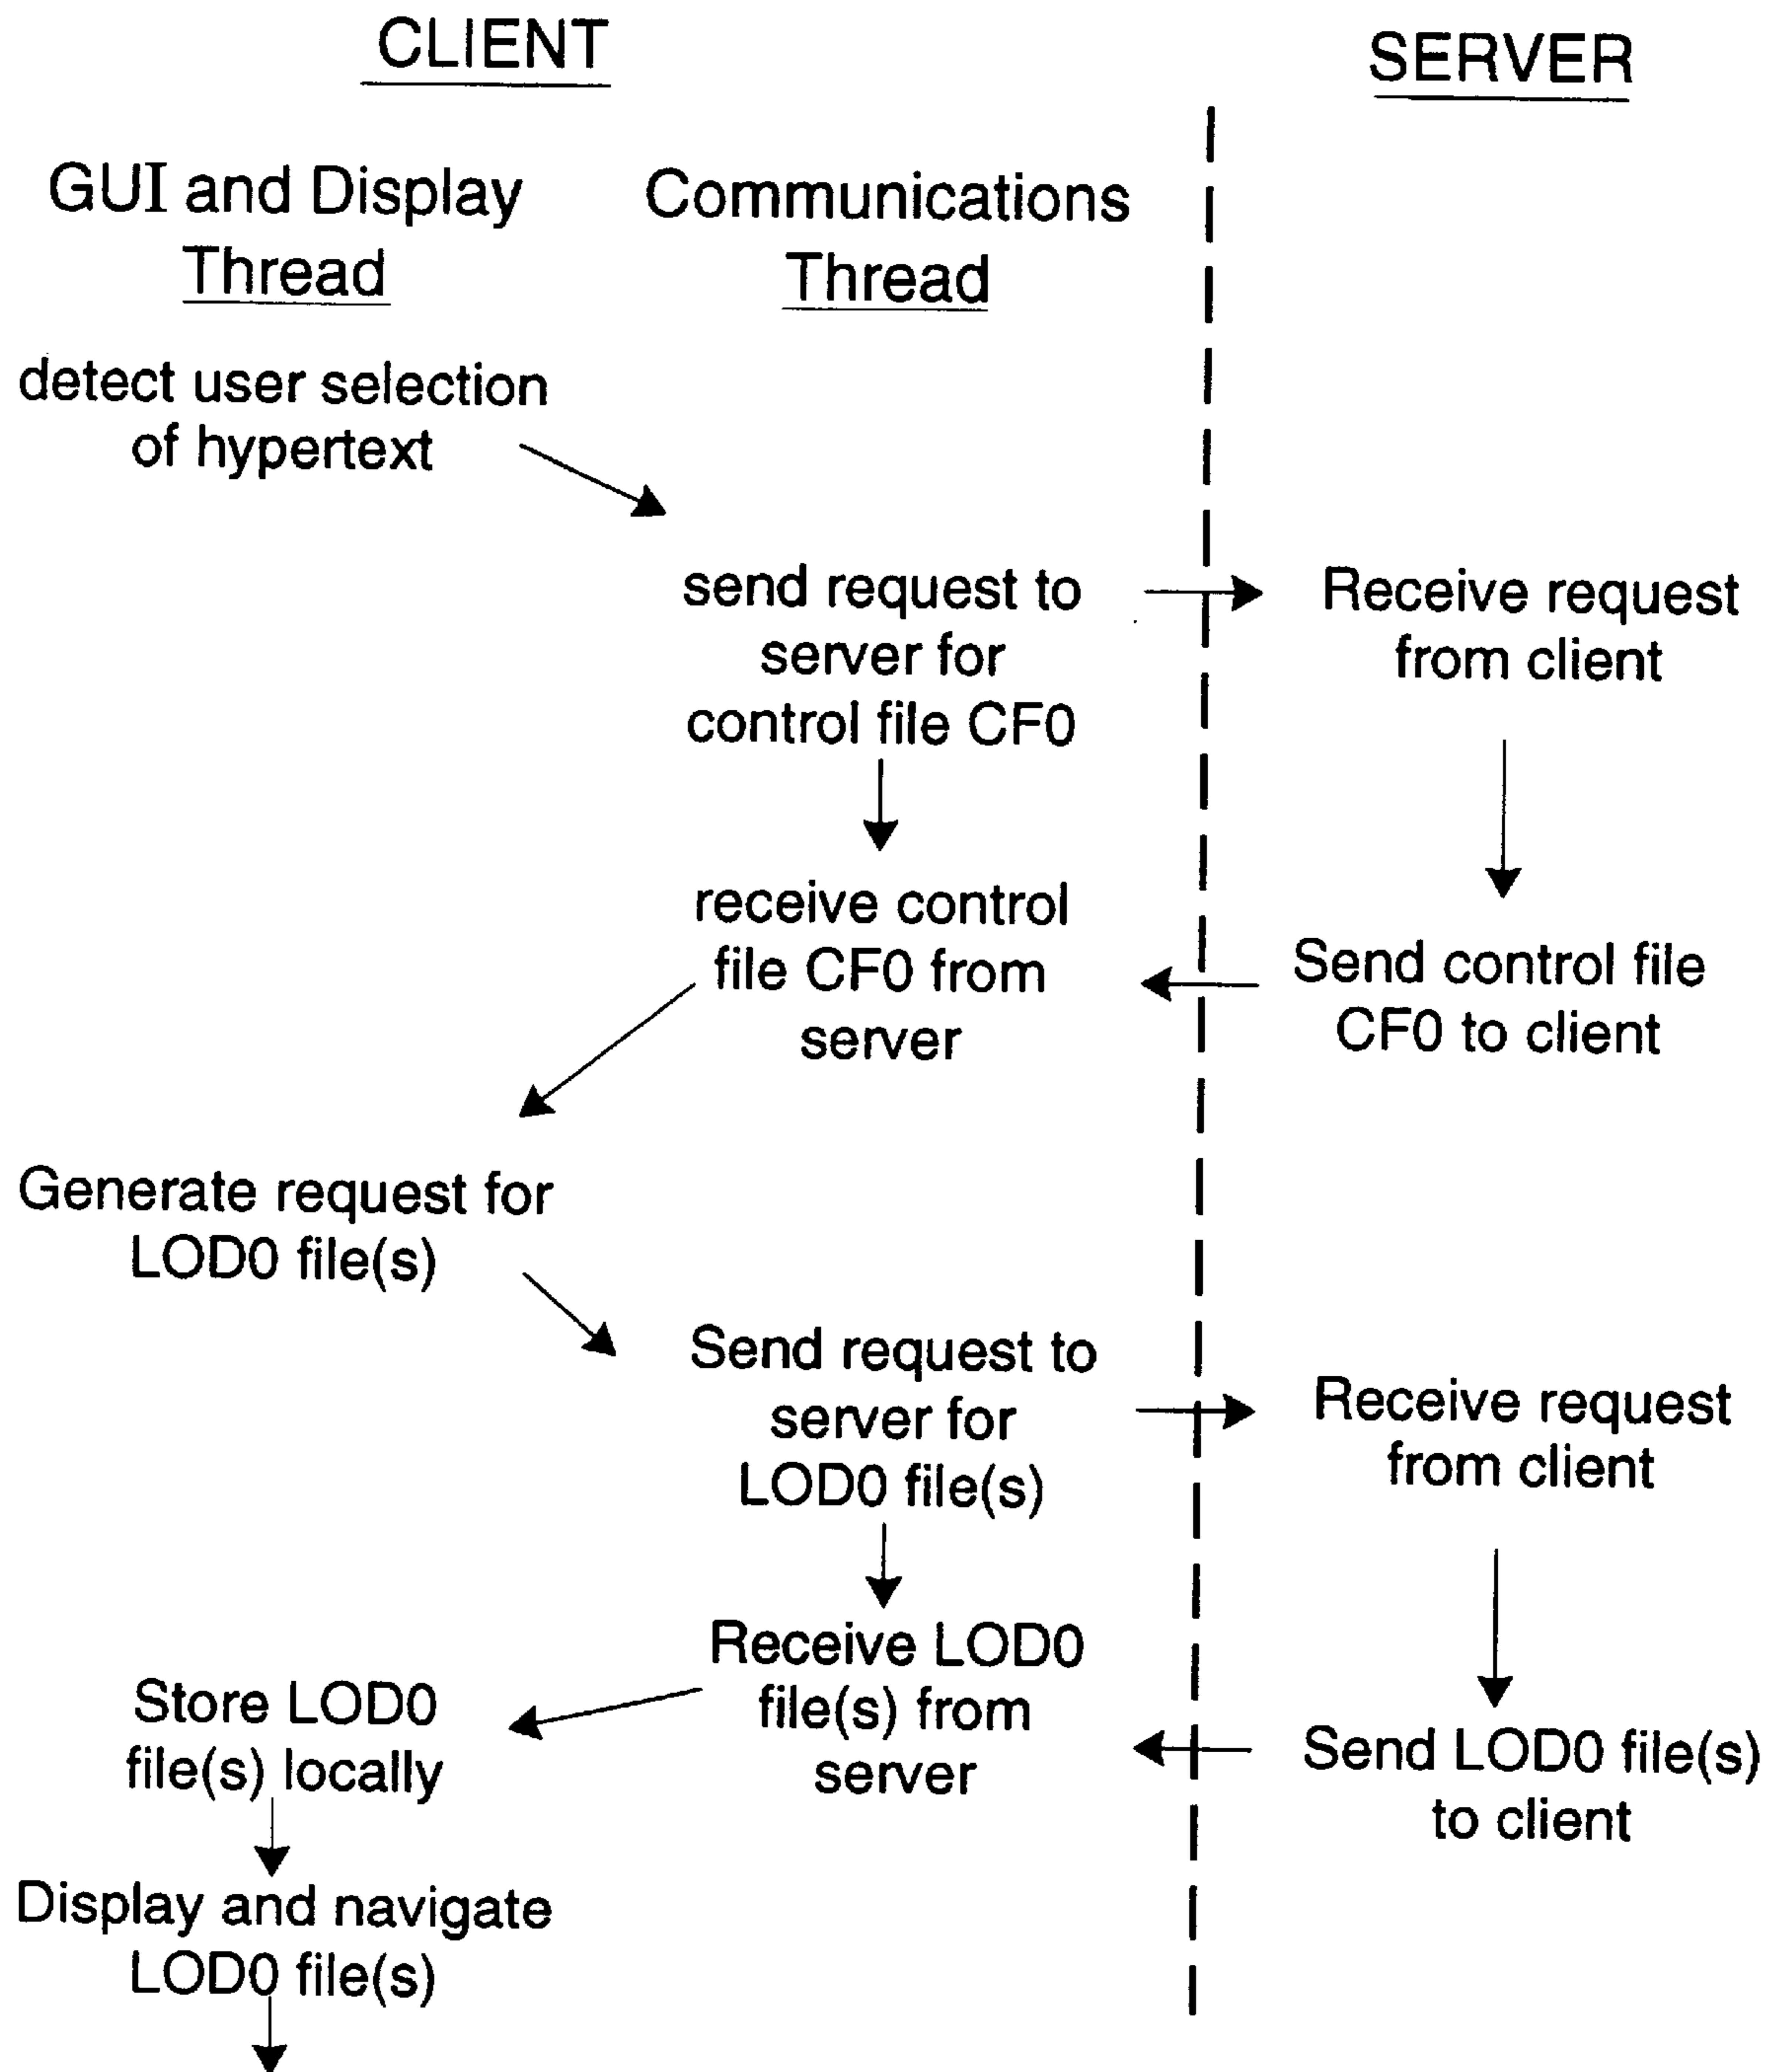 CLIENT
SERVER
GUI and Display
Thread
Communications
Thread
detect user selection
of hypertext
send request to
server for
control file CF0
Receive request
from client
receive control
file CF0 from
server
Send control file
CF0 to client
Generate request for
LOD0 file(s)
Send request to
server for
LOD0 file(s)
Receive request
from client
Receive LOD0
file(s) from
server
Send LOD0 file(s)
to client
Store LOD0
file(s) locally
Display and navigate
LOD0 file(s)